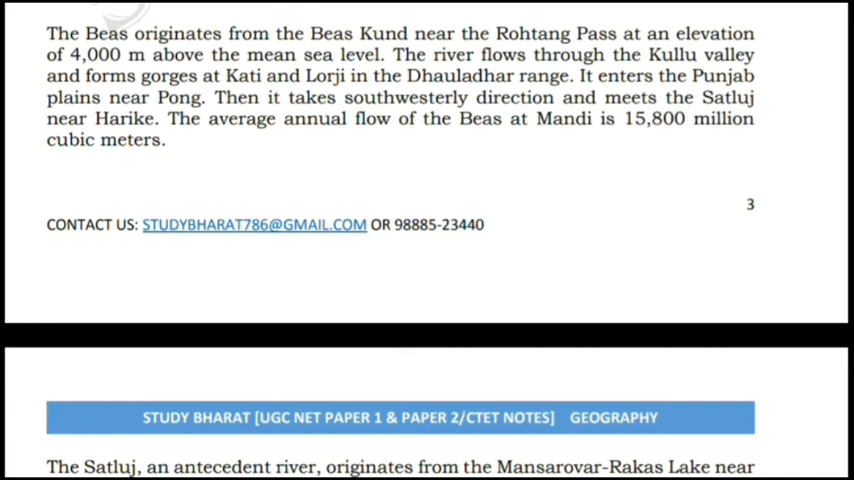 The Beas originates from the Beas Kund near the Rohtang Pass at an elevation
of 4,000 m above the mean sea level. The river flows through the Kullu valley
and forms gorges at Kati and Lorji in the Dhauladhar range. It enters the Punjab
plains near Pong. Then it takes southwesterly direction and meets the Satluj
near Harike. The average annual flow of the Beas at Mandi is 15,800 million
cubic meters.
3
CONTACT US: STUDYBHARAT786@GMAIL.COM OR 98885-23440
STUDY BHARAT [UGC NET PAPER 1 & PAPER 2/CTET NOTES] GEOGRAPHY
The Satluj, an antecedent river, originates from the Mansarovar-Rakas Lake near